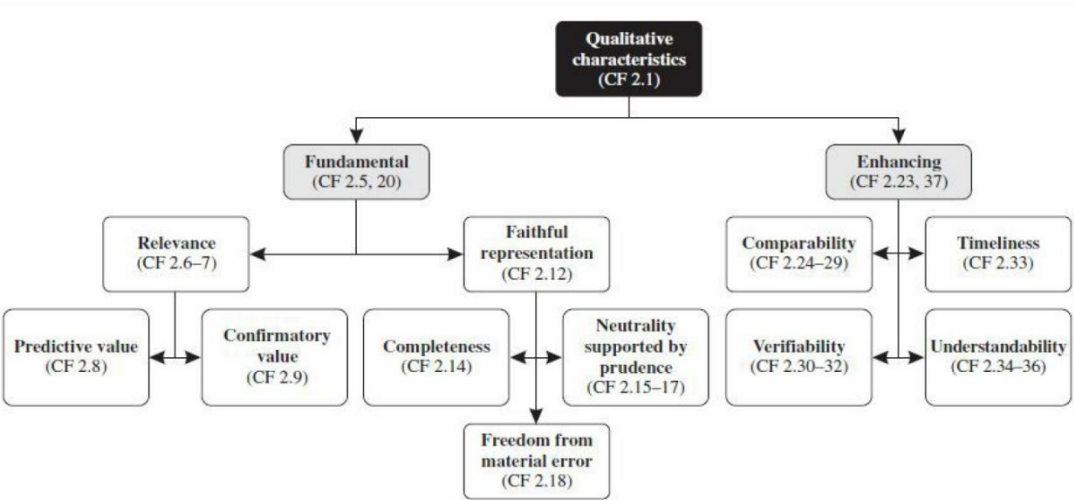 Qualitative
characteristics
(CF 2.1)
Fundamental
(CF 2.5, 20)
Enhancing
(CF 2.23, 37)
Relevance
(CF 2.6–7)
Faithful
representation
(CF 2.12)
Comparability
(CF 2.24–29)
Timeliness
(CF 2.33)
Predictive value
(CF 2.8)
Confirmatory
value
(CF 2.9)
Completeness
(CF 2.14)
Neutrality
supported by
prudence
(CF 2.15–17)
Verifiability
(CF 2.30–32)
Understandability
(CF 2.34–36)
Freedom from
material error
(CF 2.18)